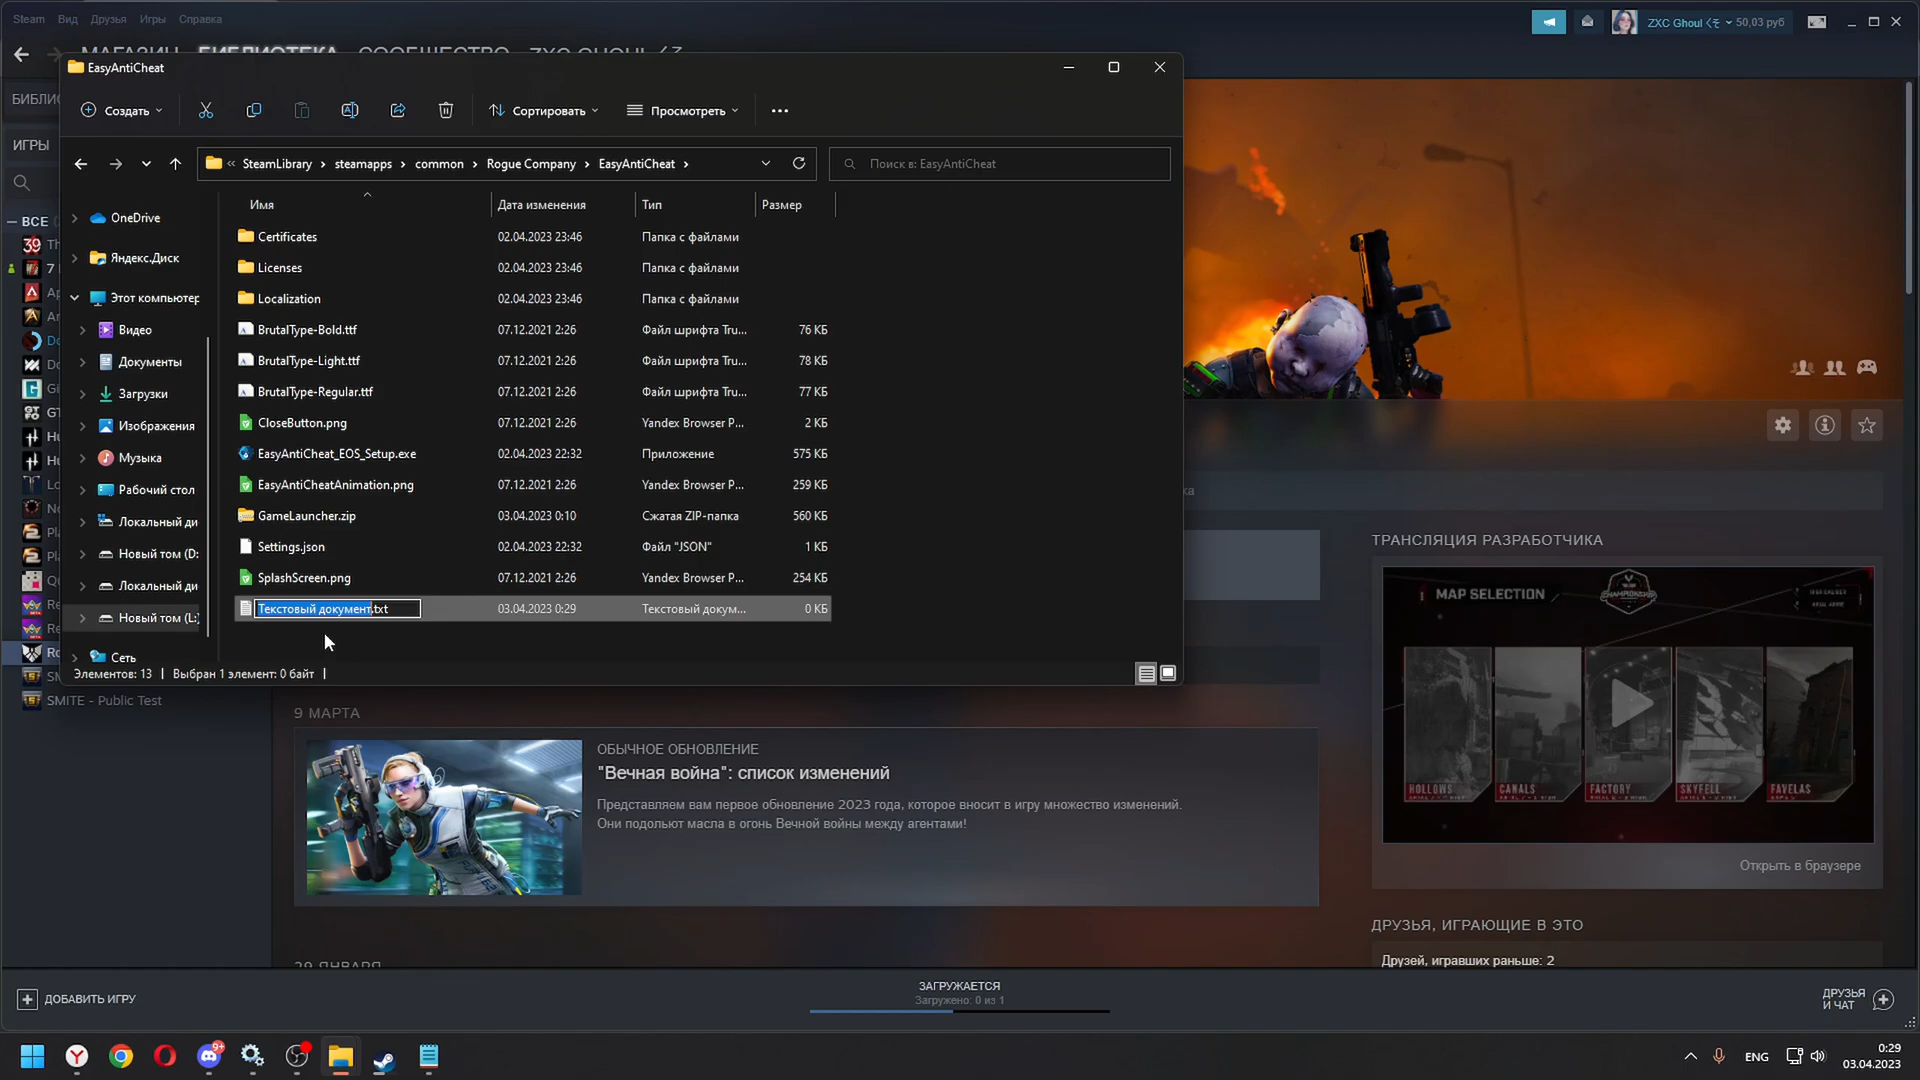 Steam Вид Друзья Игры Справка
ZXC Ghoul くそ 50,03 руб
МАГАЗИН БИБЛИОТЕКА СООБЩЕСТВО ZXC GHOUL くそ
EasyAntiCheat
БИБЛИО
Создать
Сортировать
Просмотреть
ИГРЫ
« SteamLibrary › steamapps › common › Rogue Company › EasyAntiCheat ›
Поиск в: EasyAntiCheat
Имя Дата изменения Тип Размер
— ВСЕ
OneDrive
Яндекс.Диск
Этот компьютер
Видео
Документы
Загрузки
Изображения
Музыка
Рабочий стол
Локальный ди
Новый том (D:
Локальный ди
Новый том (L:)
Сеть
Certificates 02.04.2023 23:46 Папка с файлами
Licenses 02.04.2023 23:46 Папка с файлами
Localization 02.04.2023 23:46 Папка с файлами
BrutalType-Bold.ttf 07.12.2021 2:26 Файл шрифта Tru... 76 КБ
BrutalType-Light.ttf 07.12.2021 2:26 Файл шрифта Tru... 78 КБ
BrutalType-Regular.ttf 07.12.2021 2:26 Файл шрифта Tru... 77 КБ
CloseButton.png 07.12.2021 2:26 Yandex Browser P... 2 КБ
EasyAntiCheat_EOS_Setup.exe 02.04.2023 22:32 Приложение 575 КБ
EasyAntiCheatAnimation.png 07.12.2021 2:26 Yandex Browser P... 259 КБ
GameLauncher.zip 03.04.2023 0:10 Сжатая ZIP-папка 560 КБ
Settings.json 02.04.2023 22:32 Файл "JSON" 1 КБ
SplashScreen.png 07.12.2021 2:26 Yandex Browser P... 254 КБ
Текстовый документ.txt 03.04.2023 0:29 Текстовый докум... 0 КБ
Элементов: 13 | Выбран 1 элемент: 0 байт |
SMITE - Public Test
9 МАРТА
ОБЫЧНОЕ ОБНОВЛЕНИЕ
"Вечная война": список изменений
Представляем вам первое обновление 2023 года, которое вносит в игру множество изменений.
Они подольют масла в огонь Вечной войны между агентами!
29 ЯНВАРЯ
ТРАНСЛЯЦИЯ РАЗРАБОТЧИКА
MAP SELECTION
HOLLOWS CANALS FACTORY SKYFELL FAVELAS
Открыть в браузере
ДРУЗЬЯ, ИГРАЮЩИЕ В ЭТО
Друзей, игравших раньше: 2
ДОБАВИТЬ ИГРУ
ЗАГРУЖАЕТСЯ
Загружено: 0 из 1
ДРУЗЬЯ
И ЧАТ
9+
ENG
0:29
03.04.2023